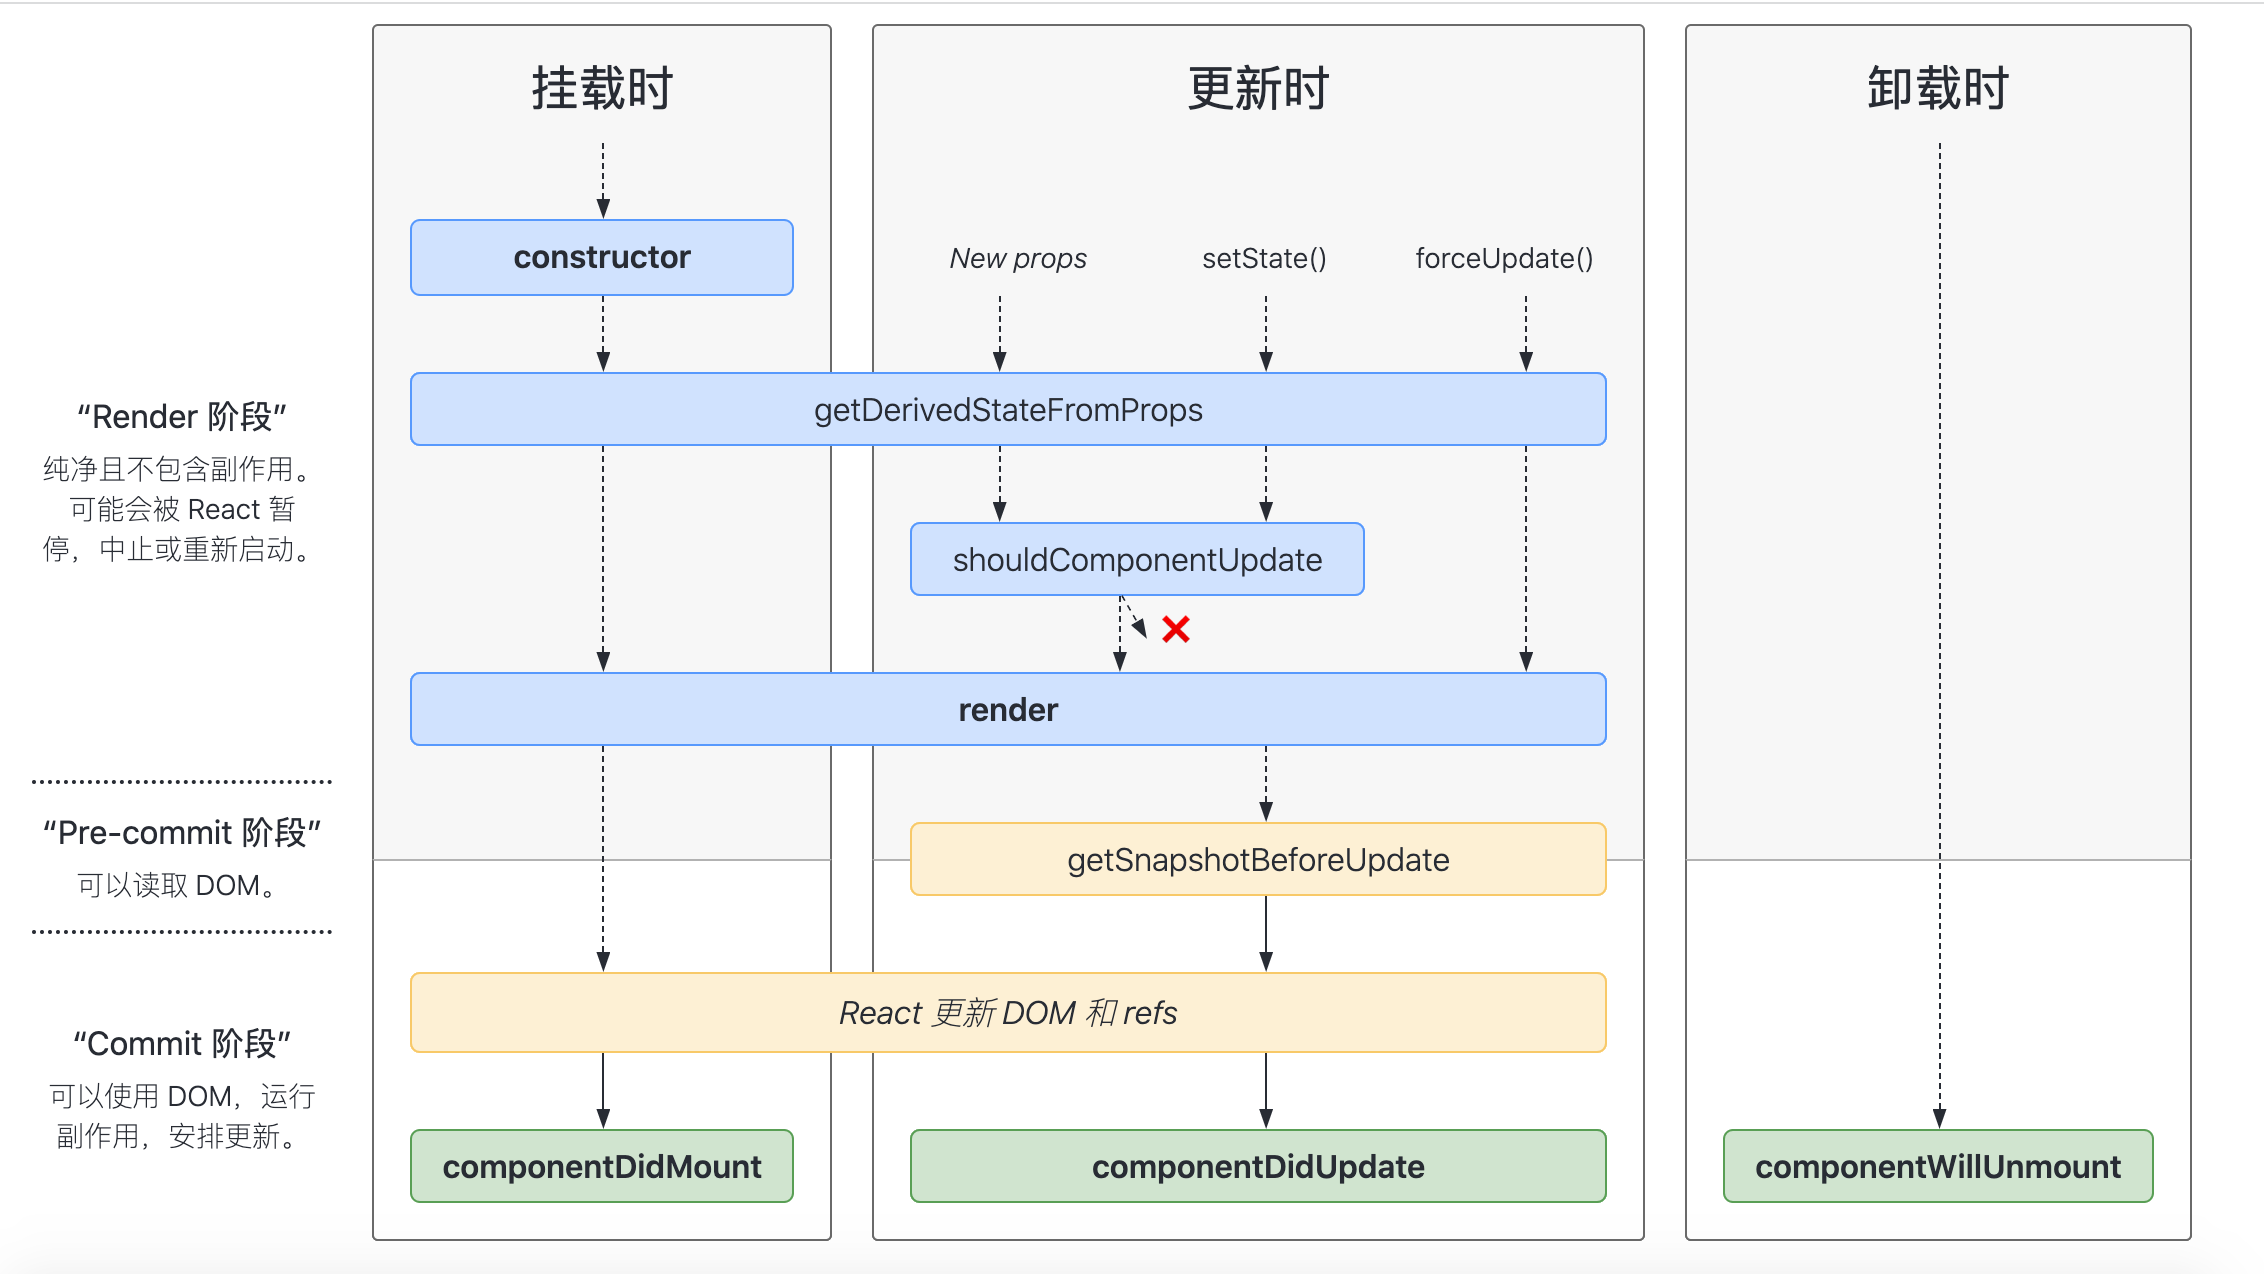 挂载时
更新时
卸载时
constructor
New props
setState()
forceUpdate()
“Render 阶段”
纯净且不包含副作用。
可能会被 React 暂
停，中止或重新启动。
getDerivedStateFromProps
shouldComponentUpdate
render
“Pre-commit 阶段”
可以读取 DOM。
getSnapshotBeforeUpdate
“Commit 阶段”
可以使用 DOM，运行
副作用，安排更新。
React 更新 DOM 和 refs
componentDidMount
componentDidUpdate
componentWillUnmount